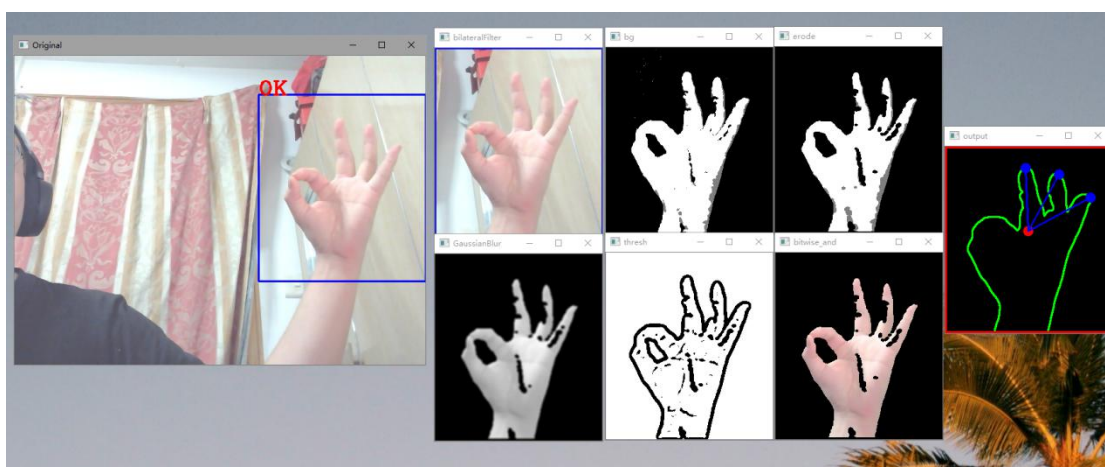 Original
OK
bilateralFilter
bg
erode
output
GaussianBlur
thresh
bitwise_and